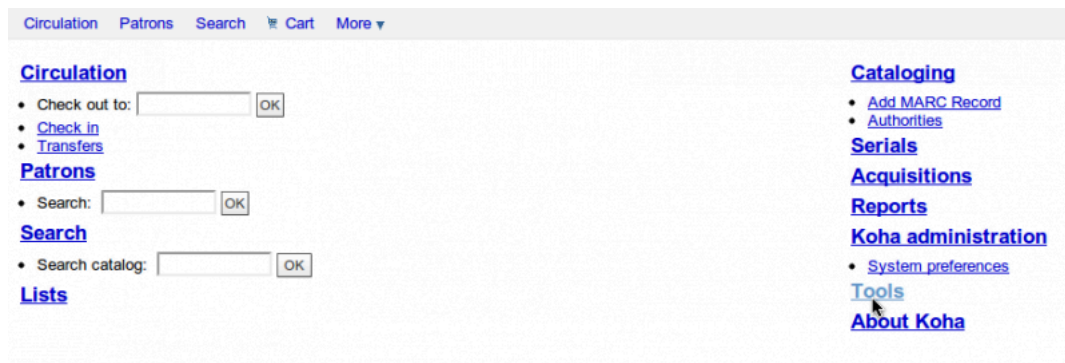 Circulation Patrons Search Cart More ▼
Circulation
• Check out to: OK
• Check in
• Transfers
Patrons
• Search: OK
Search
• Search catalog: OK
Lists
Cataloging
• Add MARC Record
• Authorities
Serials
Acquisitions
Reports
Koha administration
• System preferences
Tools
About Koha